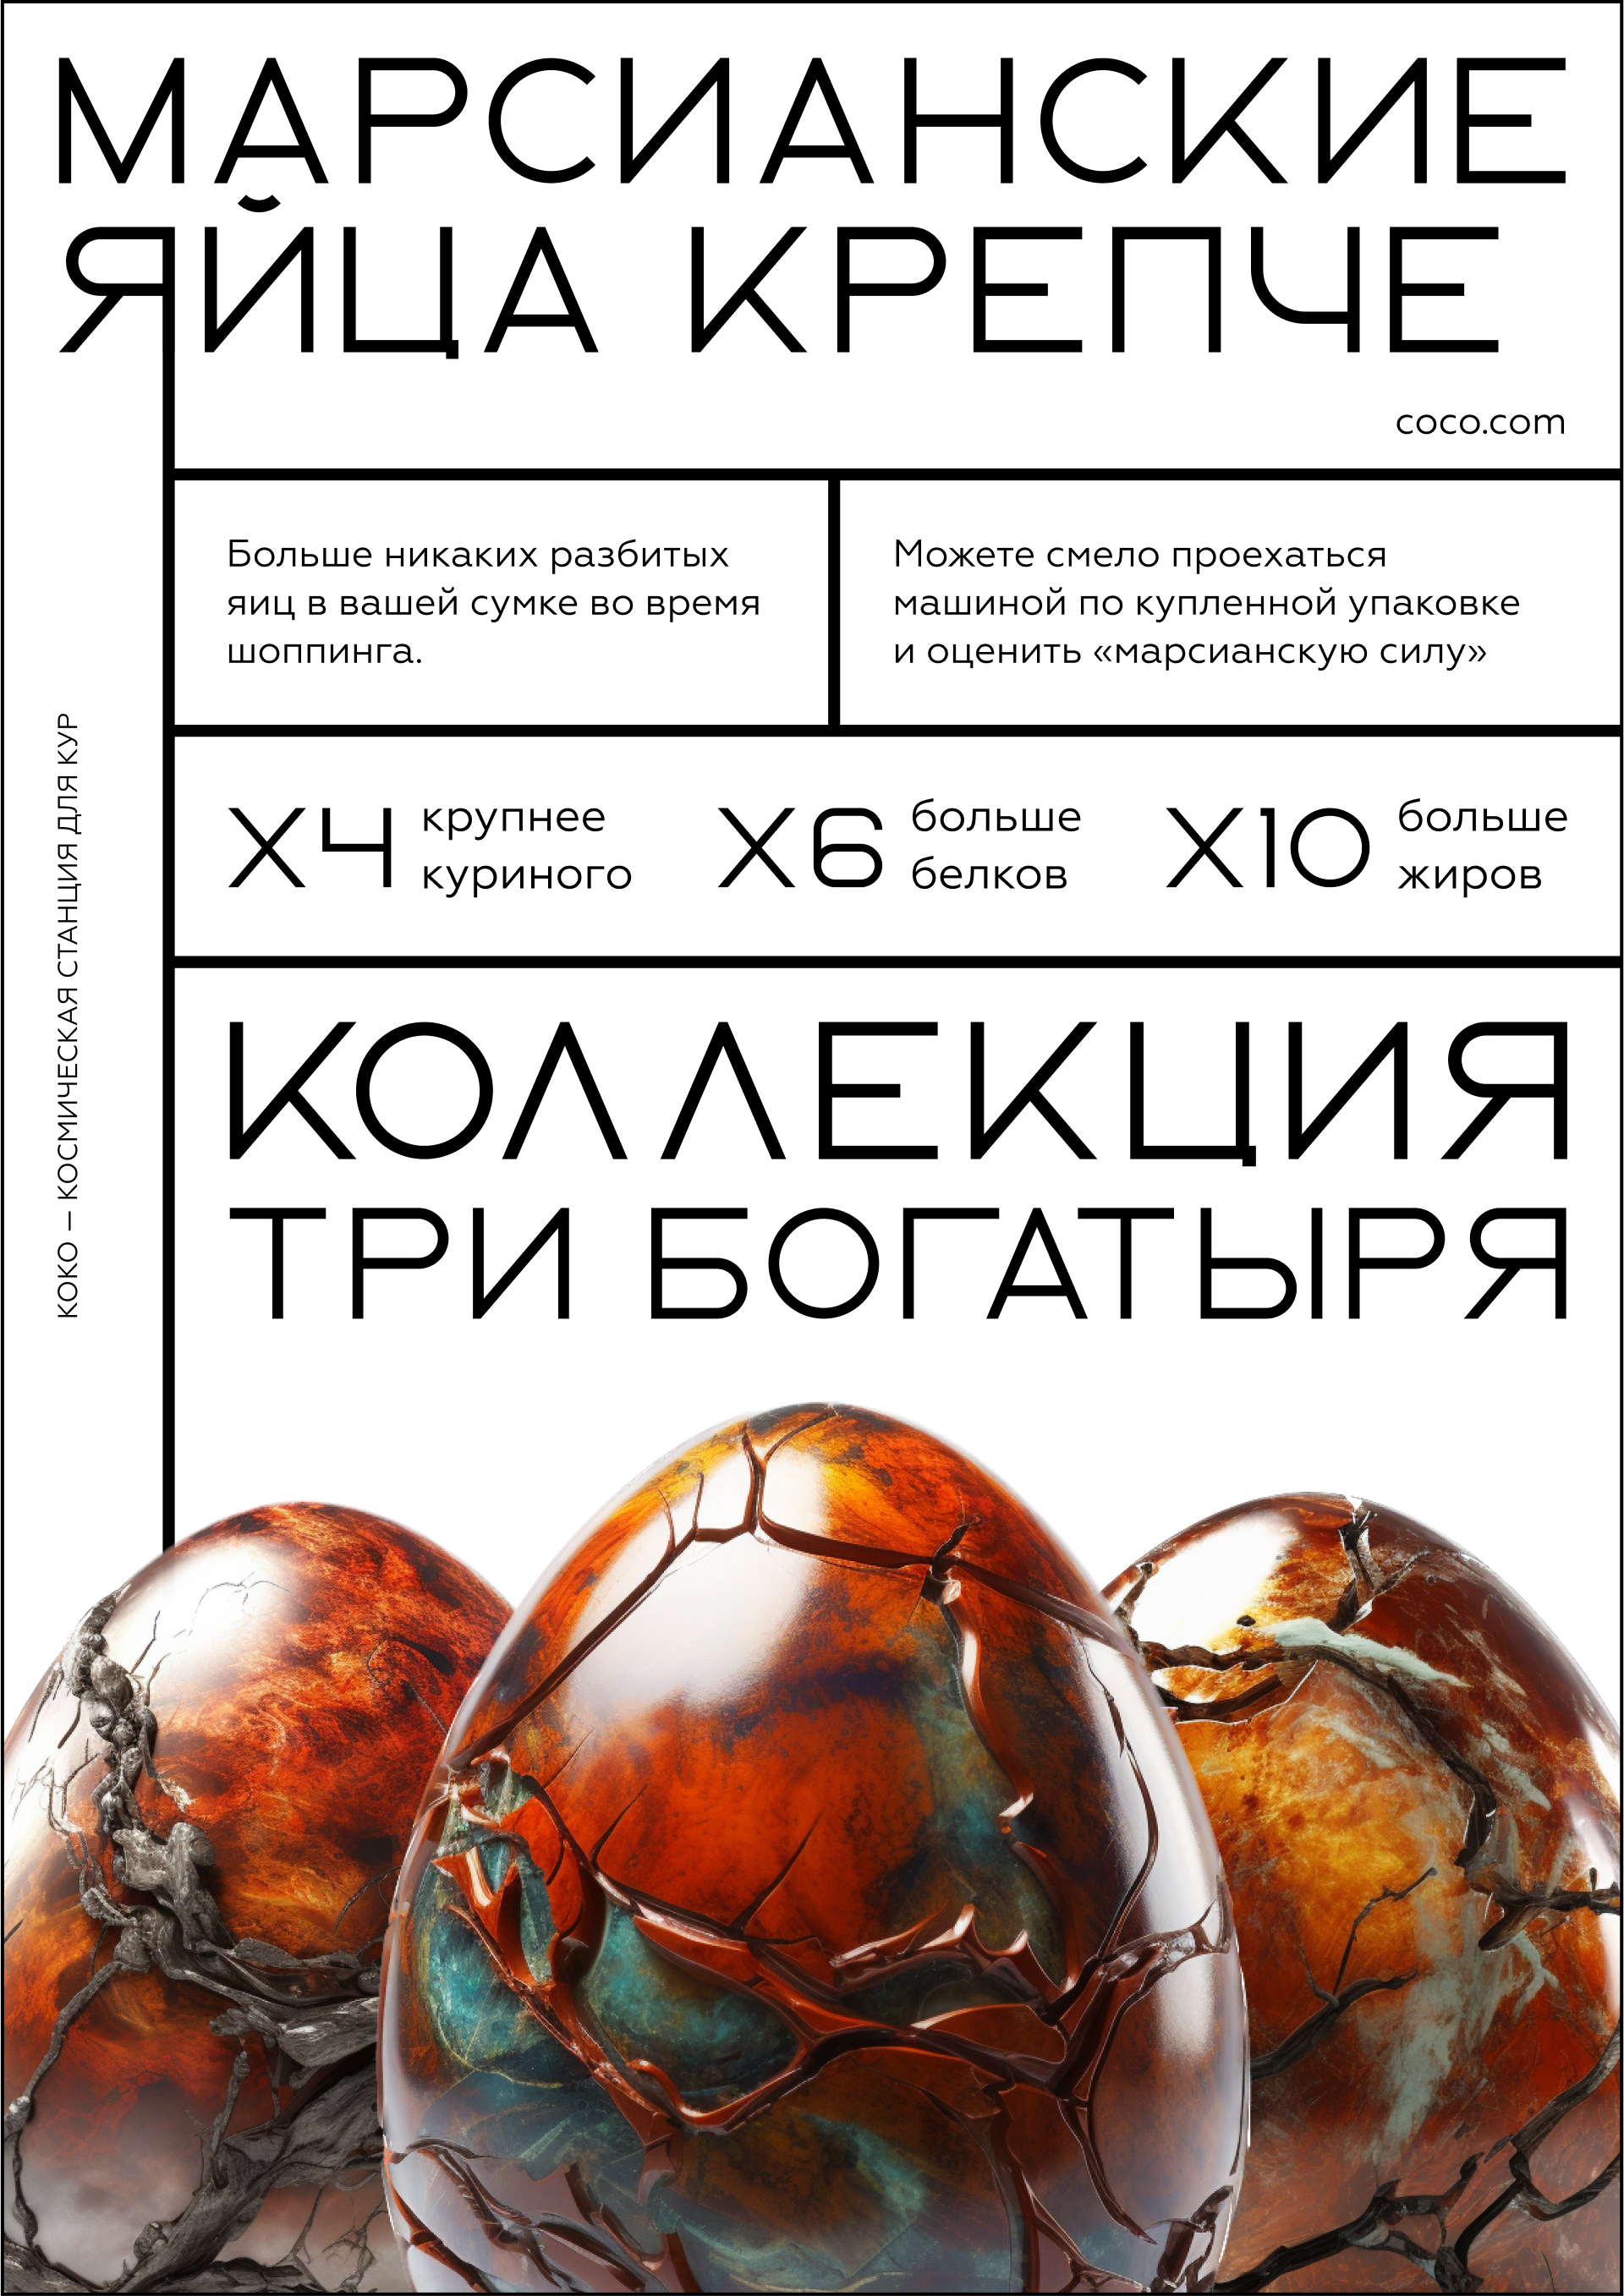 МАРСИАНСКИЕ
ЯЙЦА КРЕПЧЕ
coco.com
Больше никаких разбитых
яиц в вашей сумке во время
шоппинга.
Можете смело проехаться
машиной по купленной упаковке
и оценить «марсианскую силу»
X4 крупнее
куриного
X6 больше
белков
X10 больше
жиров
КОКО — КОСМИЧЕСКАЯ СТАНЦИЯ ДЛЯ КУР
КОЛЛЕКЦИЯ
ТРИ БОГАТЫРЯ